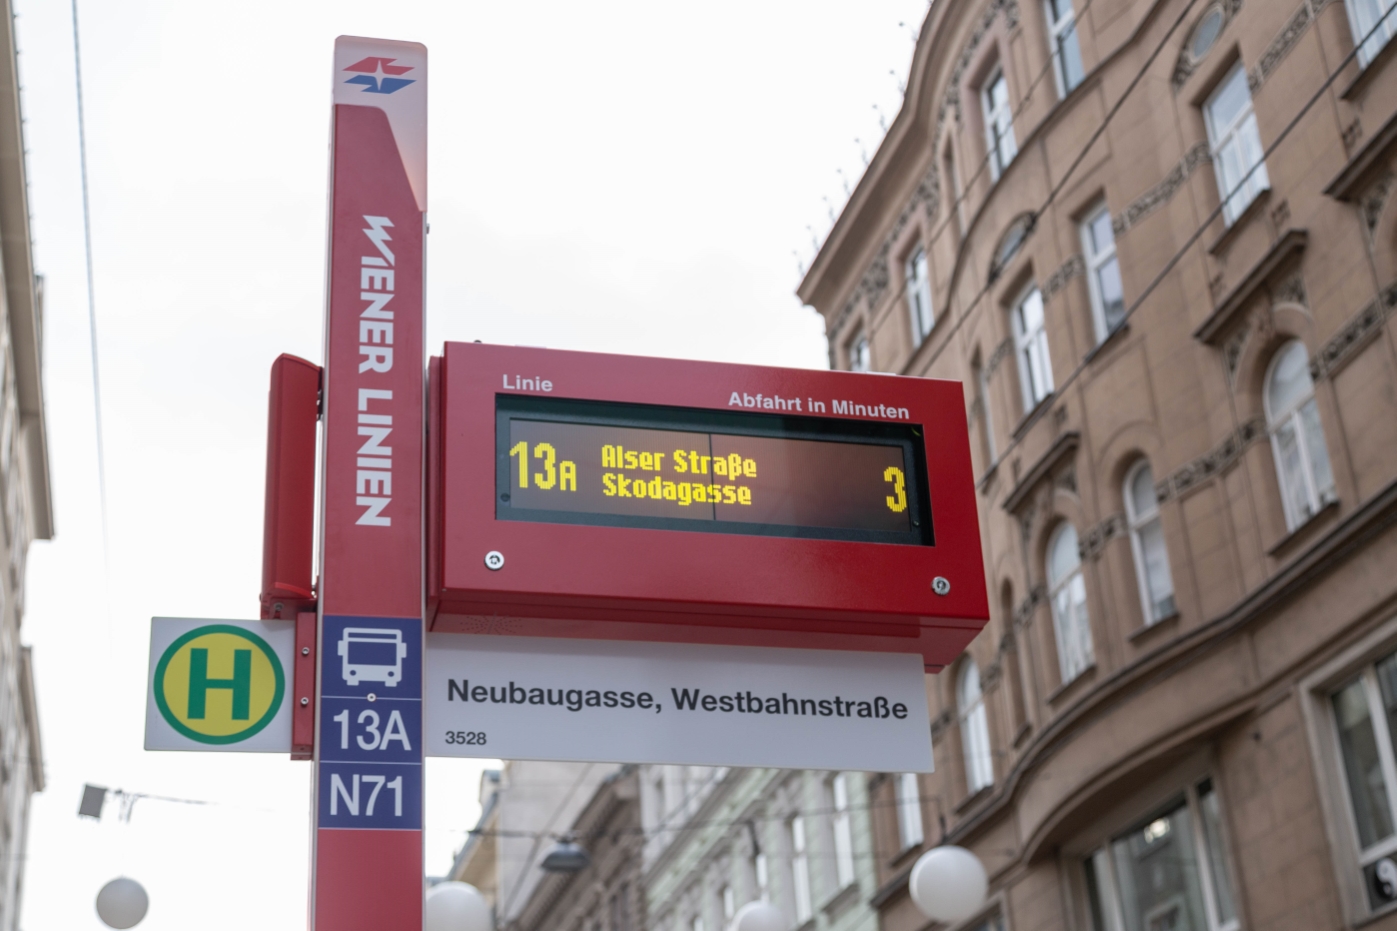 WIENER LINIEN
Linie
Abfahrt in Minuten
13A Alser Straße
Skodagasse 3
H
13A
N71
Neubaugasse, Westbahnstraße
3528